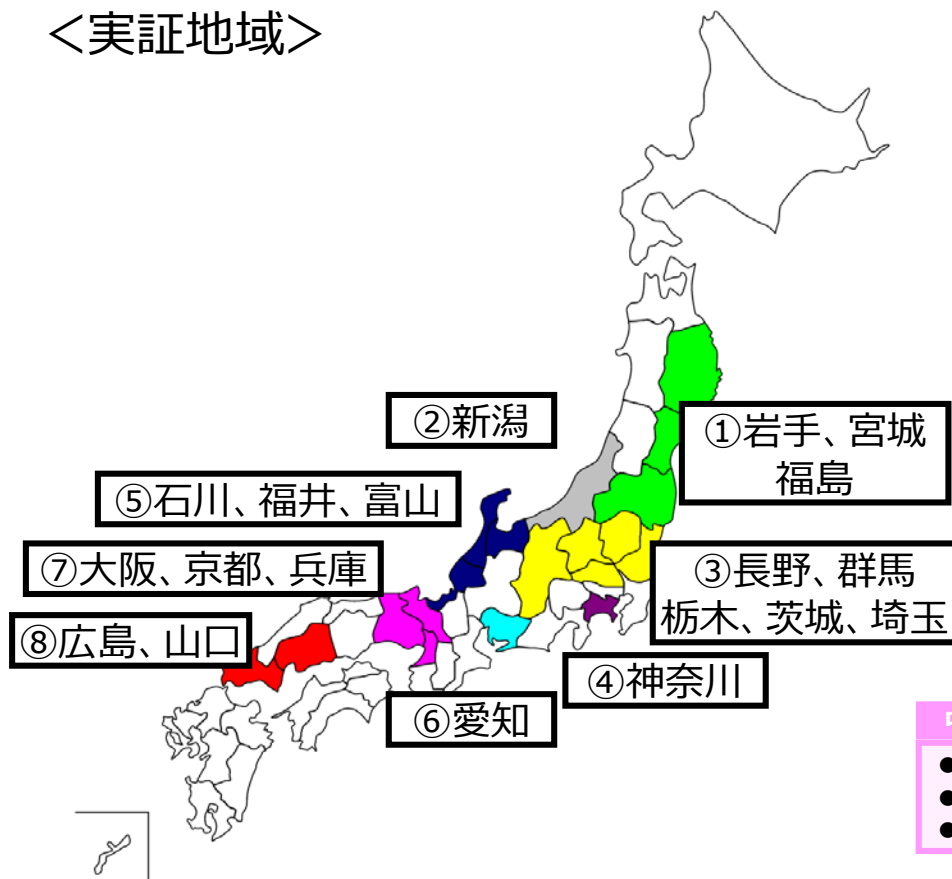 ＜実証地域＞
②新潟
①岩手、宮城
福島
⑤石川、福井、富山
⑦大阪、京都、兵庫
③長野、群馬
栃木、茨城、埼玉
⑧広島、山口
④神奈川
⑥愛知
●
●
●